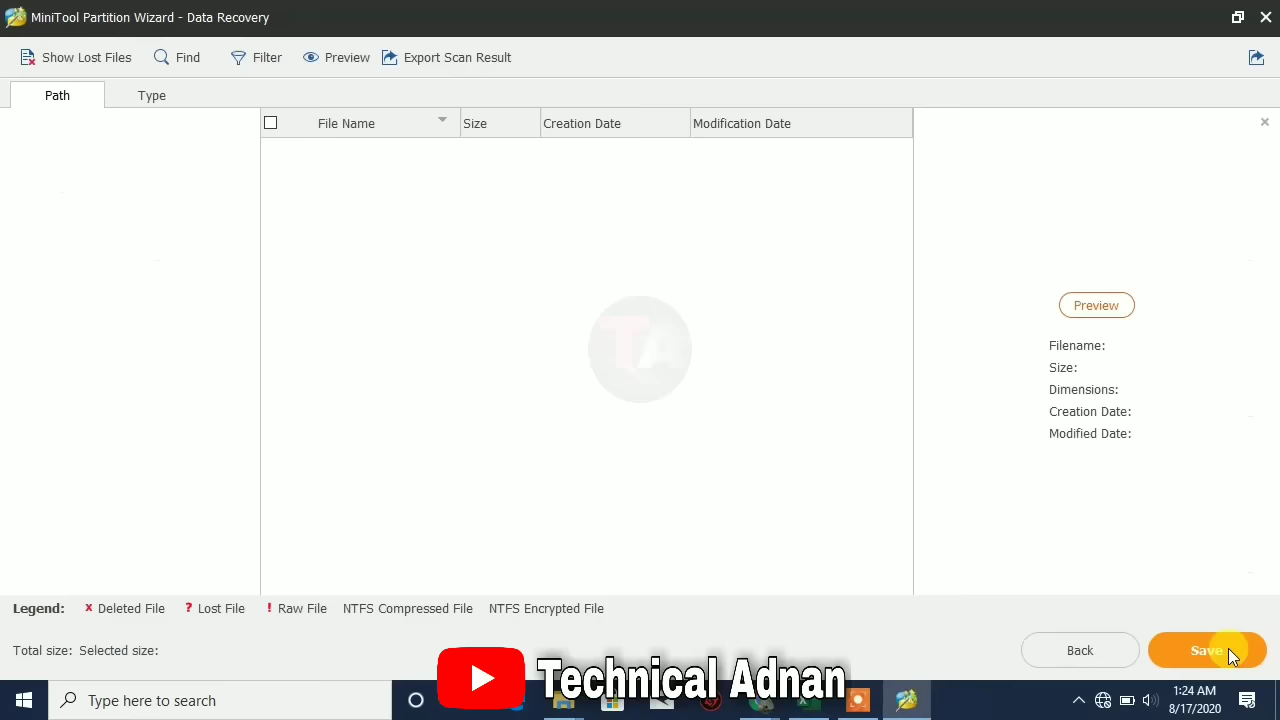 MiniTool Partition Wizard - Data Recovery
Show Lost Files Find Filter Preview Export Scan Result
Path Type
File Name Size Creation Date Modification Date
TA
Preview
Filename:
Size:
Dimensions:
Creation Date:
Modified Date:
Legend: x Deleted File ? Lost File ! Raw File NTFS Compressed File NTFS Encrypted File
Total size: Selected size:
Back Save
Technical Adnan
Type here to search
1:24 AM
8/17/2020